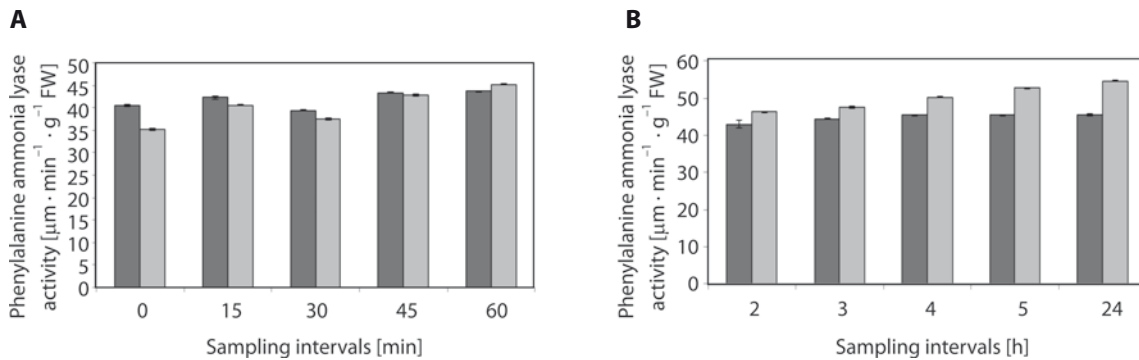 A
Phenylalanine ammonia lyase
activity [μm · min⁻¹ · g⁻¹ FW]
50
45
40
35
30
25
20
15
10
5
0
0 15 30 45 60
Sampling intervals [min]
B
Phenylalanine ammonia lyase
activity [μm · min⁻¹ · g⁻¹ FW]
60
50
40
30
20
10
0
2 3 4 5 24
Sampling intervals [h]